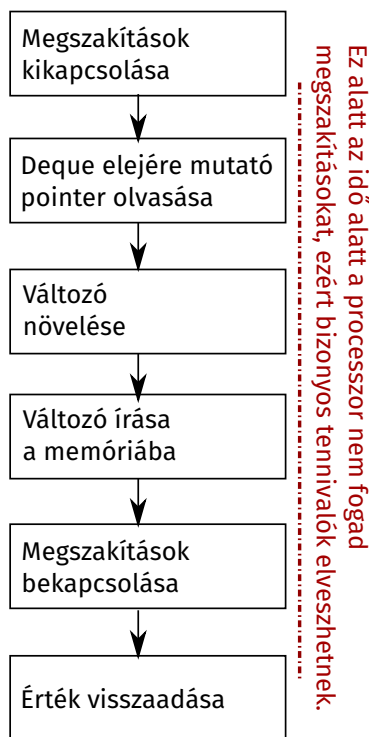 Megszakítások
kikapcsolása
Deque elejére mutató
pointer olvasása
Változó
növelése
Változó írása
a memóriába
Megszakítások
bekapcsolása
Érték visszaadása
Ez alatt az idő alatt a processzor nem fogad
megszakításokat, ezért bizonyos tennivalók elveszhetnek.